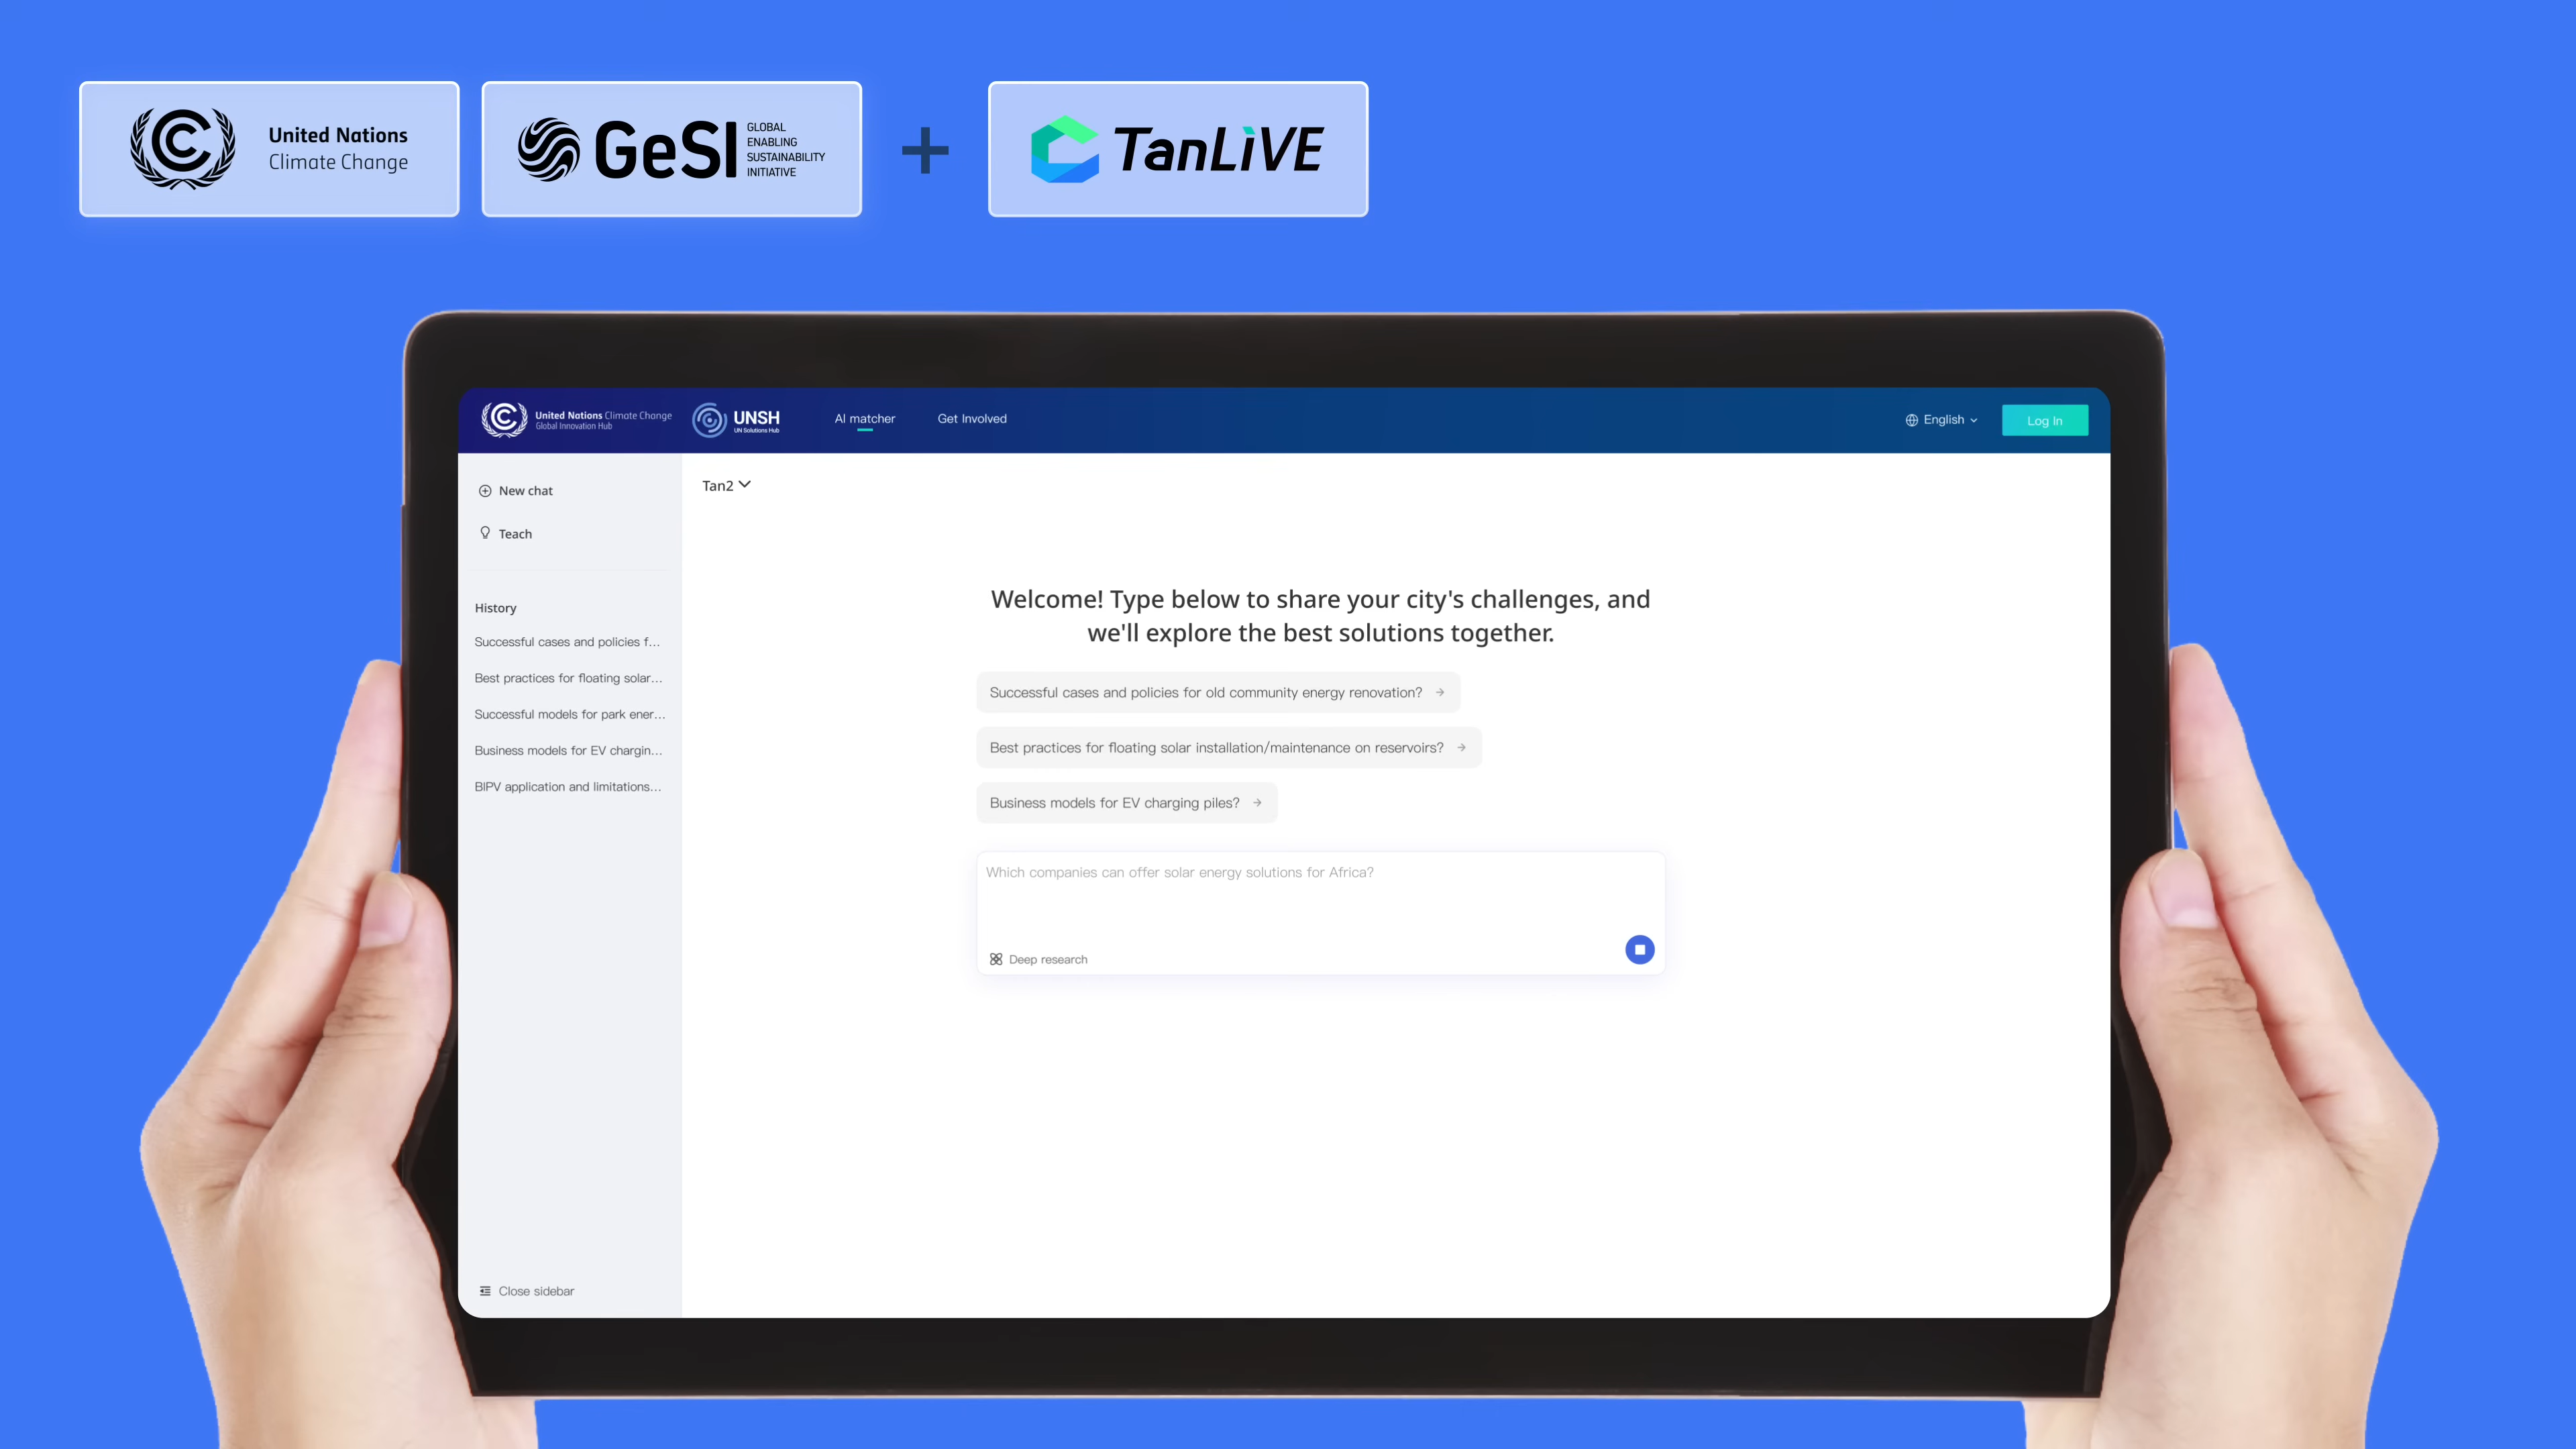 United Nations
Climate Change
GeSI
GLOBAL
ENABLING
SUSTAINABILITY
INITIATIVE
+
TanLiVE
United Nations Climate Change
Global Innovation Hub
UNSH
UN Solutions Hub
AI matcher
Get Involved
English
Log In
New chat
Teach
History
Successful cases and policies f...
Best practices for floating solar...
Successful models for park ener...
Business models for EV chargin...
BIPV application and limitations...
Close sidebar
Tan2
Welcome! Type below to share your city's challenges, and
we'll explore the best solutions together.
Successful cases and policies for old community energy renovation?
Best practices for floating solar installation/maintenance on reservoirs?
Business models for EV charging piles?
Which companies can offer solar energy solutions for Africa?
Deep research